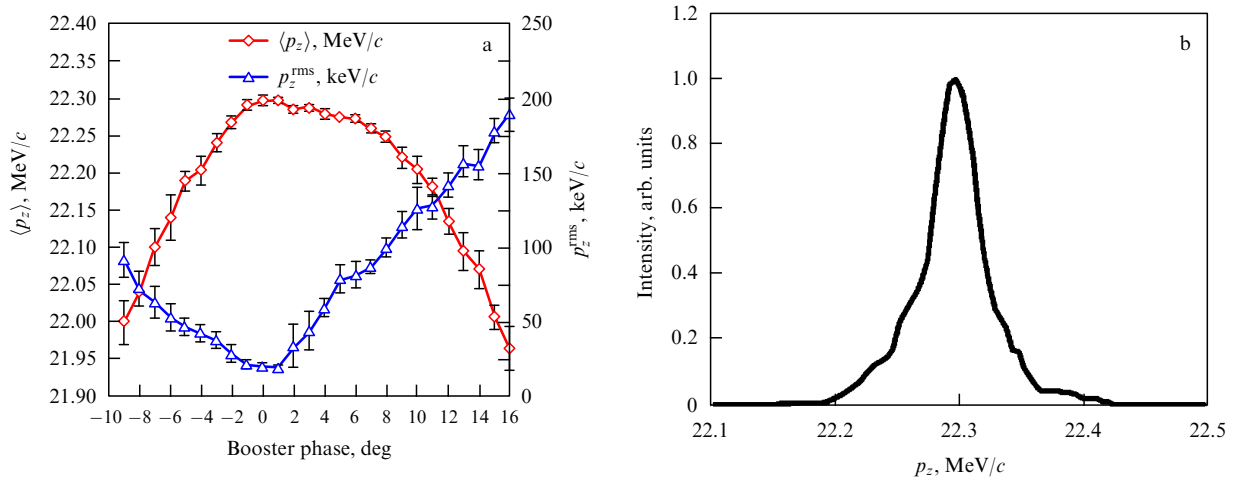 22.40
22.30
22.30
22.25
22.20
22.15
22.10
22.05
22.00
21.95
21.90
⟨p_z⟩, MeV/c
⟨p_z⟩, MeV/c
p_z^rms, keV/c
a
250
200
150
100
50
0
p_z^rms, keV/c
−10 −8 −6 −4 −2 0 2 4 6 8 10 12 14 16
Booster phase, deg
b
1.2
1.0
0.8
0.6
0.4
0.2
0
Intensity, arb. units
22.1 22.2 22.3 22.4 22.5
p_z, MeV/c